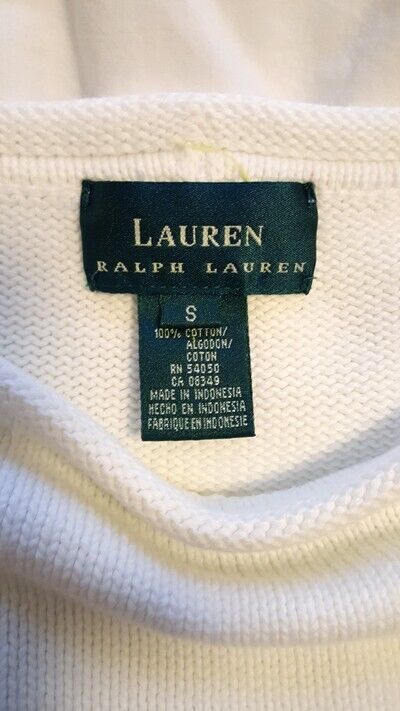 LAUREN
RALPH LAUREN
S
100% COTTON/
ALGODON/
COTON
RN 54050
CA 08349
MADE IN INDONESIA
HECHO EN INDONESIA
FABRIQUE EN INDONESIE